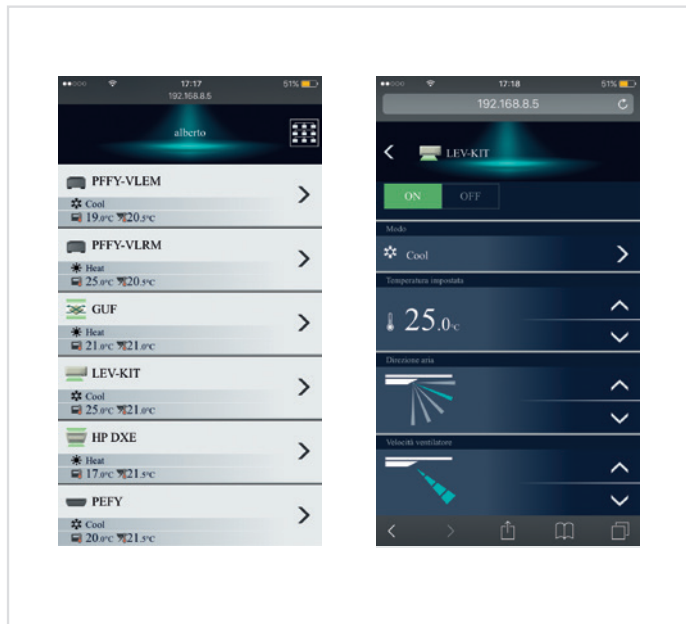 17:17
51%
192.168.8.5
alberto
PFFY-VLEM
Cool
19.0°C 20.5°C
PFFY-VLRM
Heat
25.0°C 20.5°C
GUF
Heat
21.0°C 21.0°C
LEV-KIT
Cool
25.0°C 21.0°C
HP DXE
Heat
17.0°C 21.5°C
PEFY
Cool
20.0°C 21.5°C
17:18
51%
192.168.8.5
LEV-KIT
ON OFF
Modo
Cool
Temperatura impostata
25.0°C
Direzione aria
Velocità ventilatore